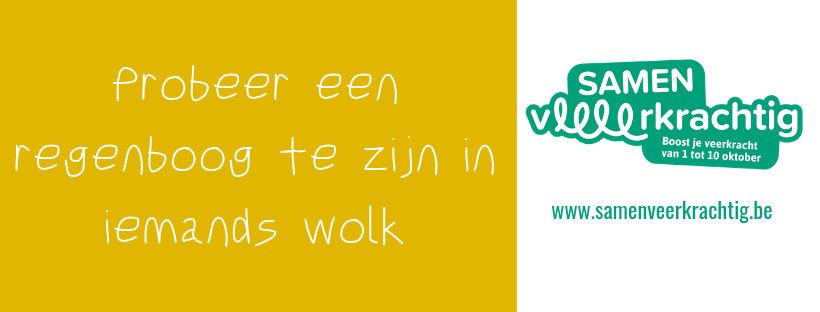 Probeer een
regenboog te zijn in
iemands wolk
SAMEN
veeeerkrachtig
Boost je veerkracht
van 1 tot 10 oktober
www.samenveerkrachtig.be